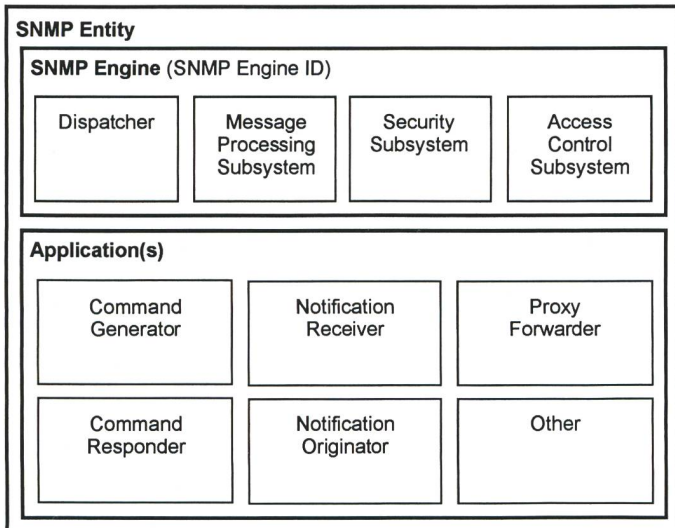 SNMP Entity
SNMP Engine (SNMP Engine ID)
Dispatcher
Message
Processing
Subsystem
Security
Subsystem
Access
Control
Subsystem
Application(s)
Command
Generator
Notification
Receiver
Proxy
Forwarder
Command
Responder
Notification
Originator
Other